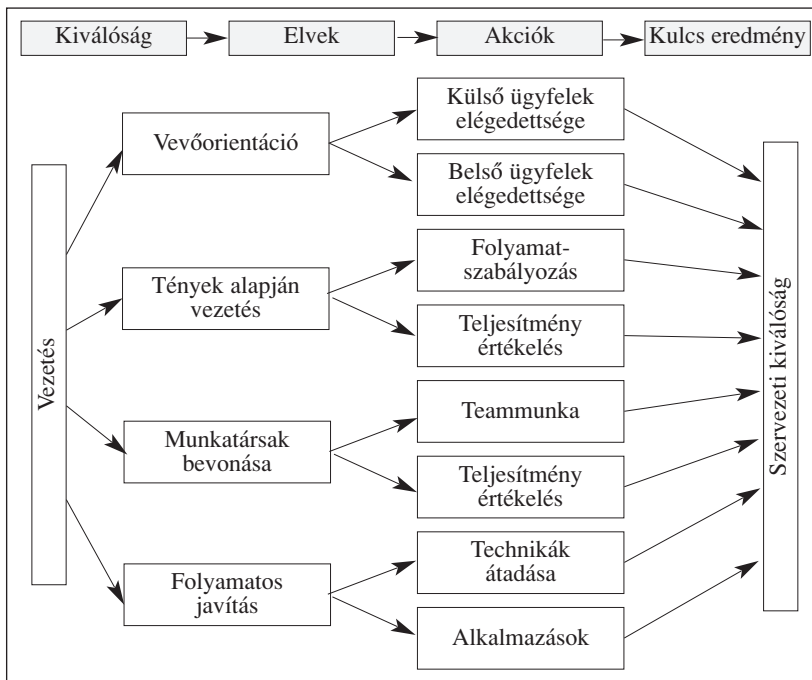 Kiválóság
Elvek
Akciók
Kulcs eredmény
Vezetés
Vevőorientáció
Tények alapján
vezetés
Munkatársak
bevonása
Folyamatos
javítás
Külső ügyfelek
elégedettsége
Belső ügyfelek
elégedettsége
Folyamat-
szabályozás
Teljesítmény
értékelés
Teammunka
Teljesítmény
értékelés
Technikák
átadása
Alkalmazások
Szervezeti kiválóság